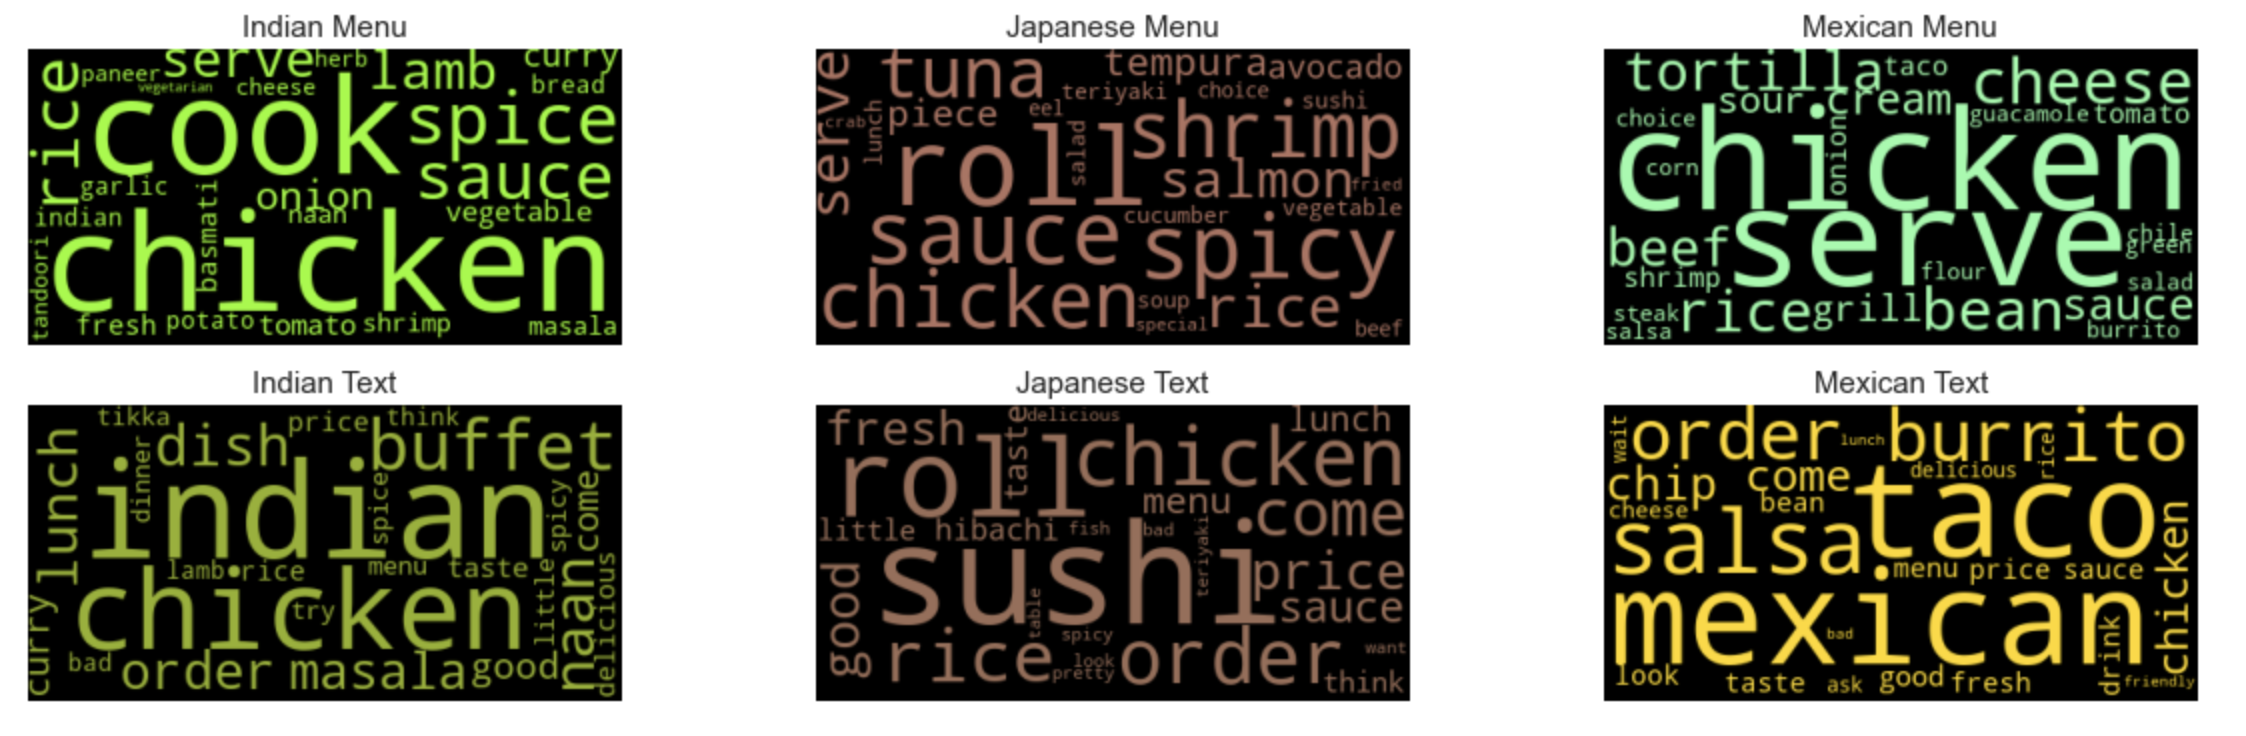 Indian Menu
rice
paneer
serve
herb
lamb
curry
vegetarian
cheese
bread
cook
spice
sauce
garlic
onion
indian
basmati
naan
vegetable
tandoori
chicken
fresh
potato
tomato
shrimp
masala
Japanese Menu
serve
tuna
tempura
avocado
teriyaki
choice
sushi
crab
lunch
piece
eel
salad
shrimp
roll
salmon
fried
sauce
cucumber
vegetable
spicy
chicken
soup
rice
special
beef
Mexican Menu
tortilla
taco
cheese
sour cream
choice
guacamole
tomato
chicken
corn
onion
beef
serve
chile
green
shrimp
flour
salad
steak
rice
grill
bean
sauce
salsa
burrito
Indian Text
tikka
price
think
lunch
dinner
dish
buffet
indian
spice
spicy
come
lamb
rice
menu
taste
curry
chicken
try
little
naan
delicious
bad
order
masala
good
Japanese Text
fresh
taste
delicious
lunch
roll
chicken
menu
come
little
hibachi
fish
bad
teriyaki
sushi
price
good
table
sauce
rice
spicy
look
pretty
order
want
think
Mexican Text
wait
order
lunch
burrito
rice
chip
come
delicious
cheese
bean
taco
salsa
menu
price
sauce
chicken
mexican
bad
drink
look
taste
ask
good
fresh
friendly